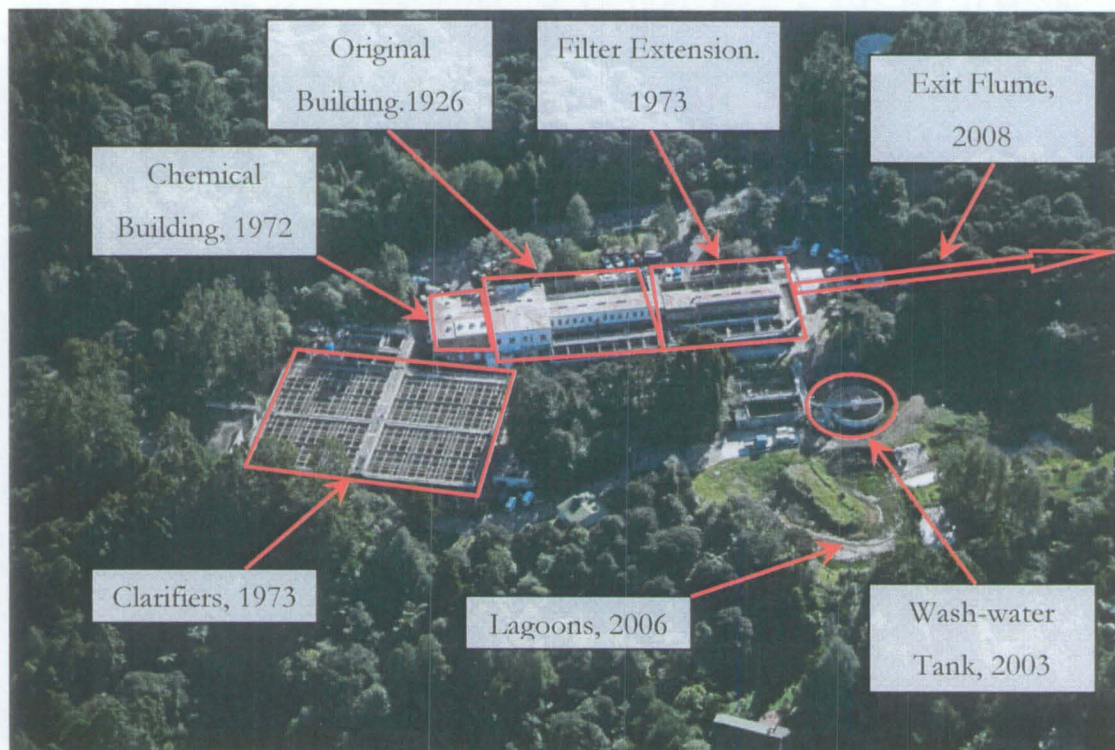 Original
Building.1926
Filter Extension.
1973
Exit Flume,
2008
Chemical
Building, 1972
Clarifiers, 1973
Lagoons, 2006
Wash-water
Tank, 2003